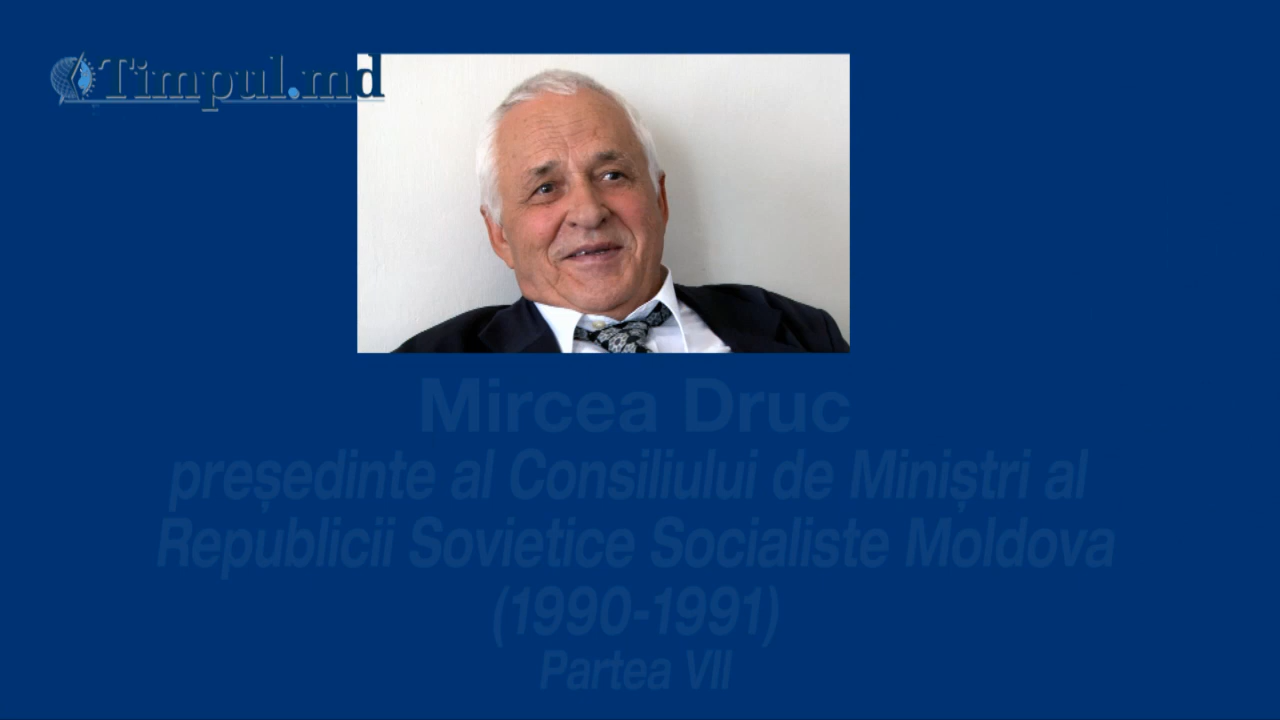 Timpul.md
Mircea Druc
președinte al Consiliului de Miniștri al
Republicii Sovietice Socialiste Moldova
(1990-1991)
Partea VII